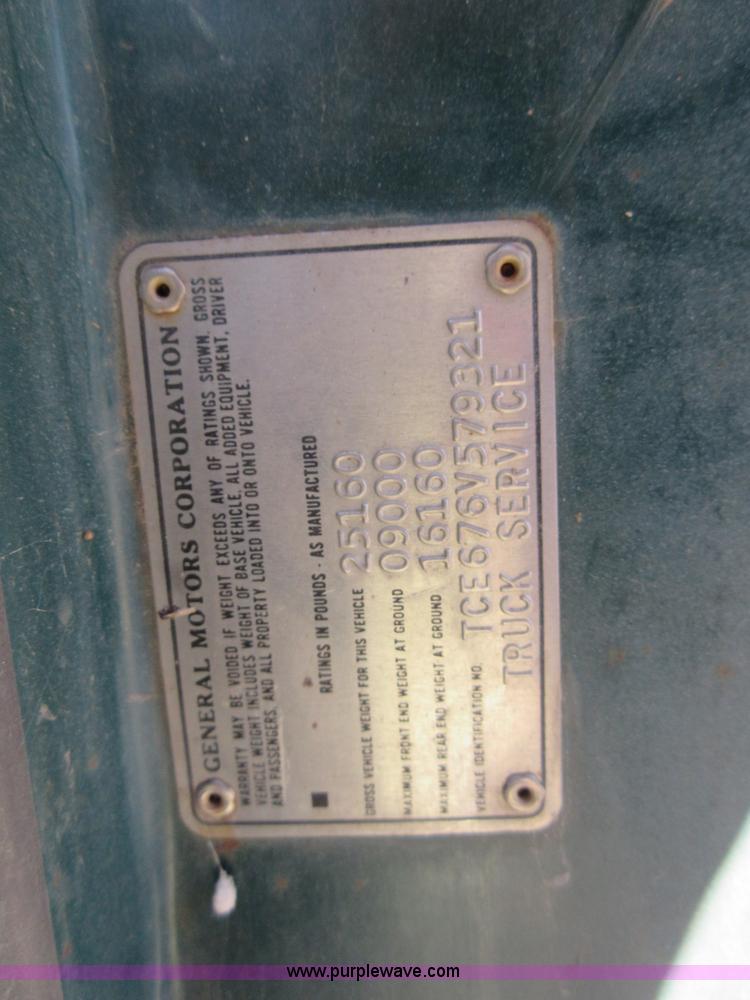 GENERAL MOTORS CORPORATION
WARRANTY MAY BE VOIDED IF WEIGHT EXCEEDS ANY OF RATINGS SHOWN. GROSS
VEHICLE WEIGHT INCLUDES WEIGHT OF BASE VEHICLE, ALL ADDED EQUIPMENT, DRIVER
AND PASSENGERS, AND ALL PROPERTY LOADED INTO OR ONTO VEHICLE.
RATINGS IN POUNDS - AS MANUFACTURED
GROSS VEHICLE WEIGHT FOR THIS VEHICLE 25160
MAXIMUM FRONT END WEIGHT AT GROUND 09000
MAXIMUM REAR END WEIGHT AT GROUND 16160
VEHICLE IDENTIFICATION NO. TCE676V579321
TRUCK SERVICE
www.purplewave.com